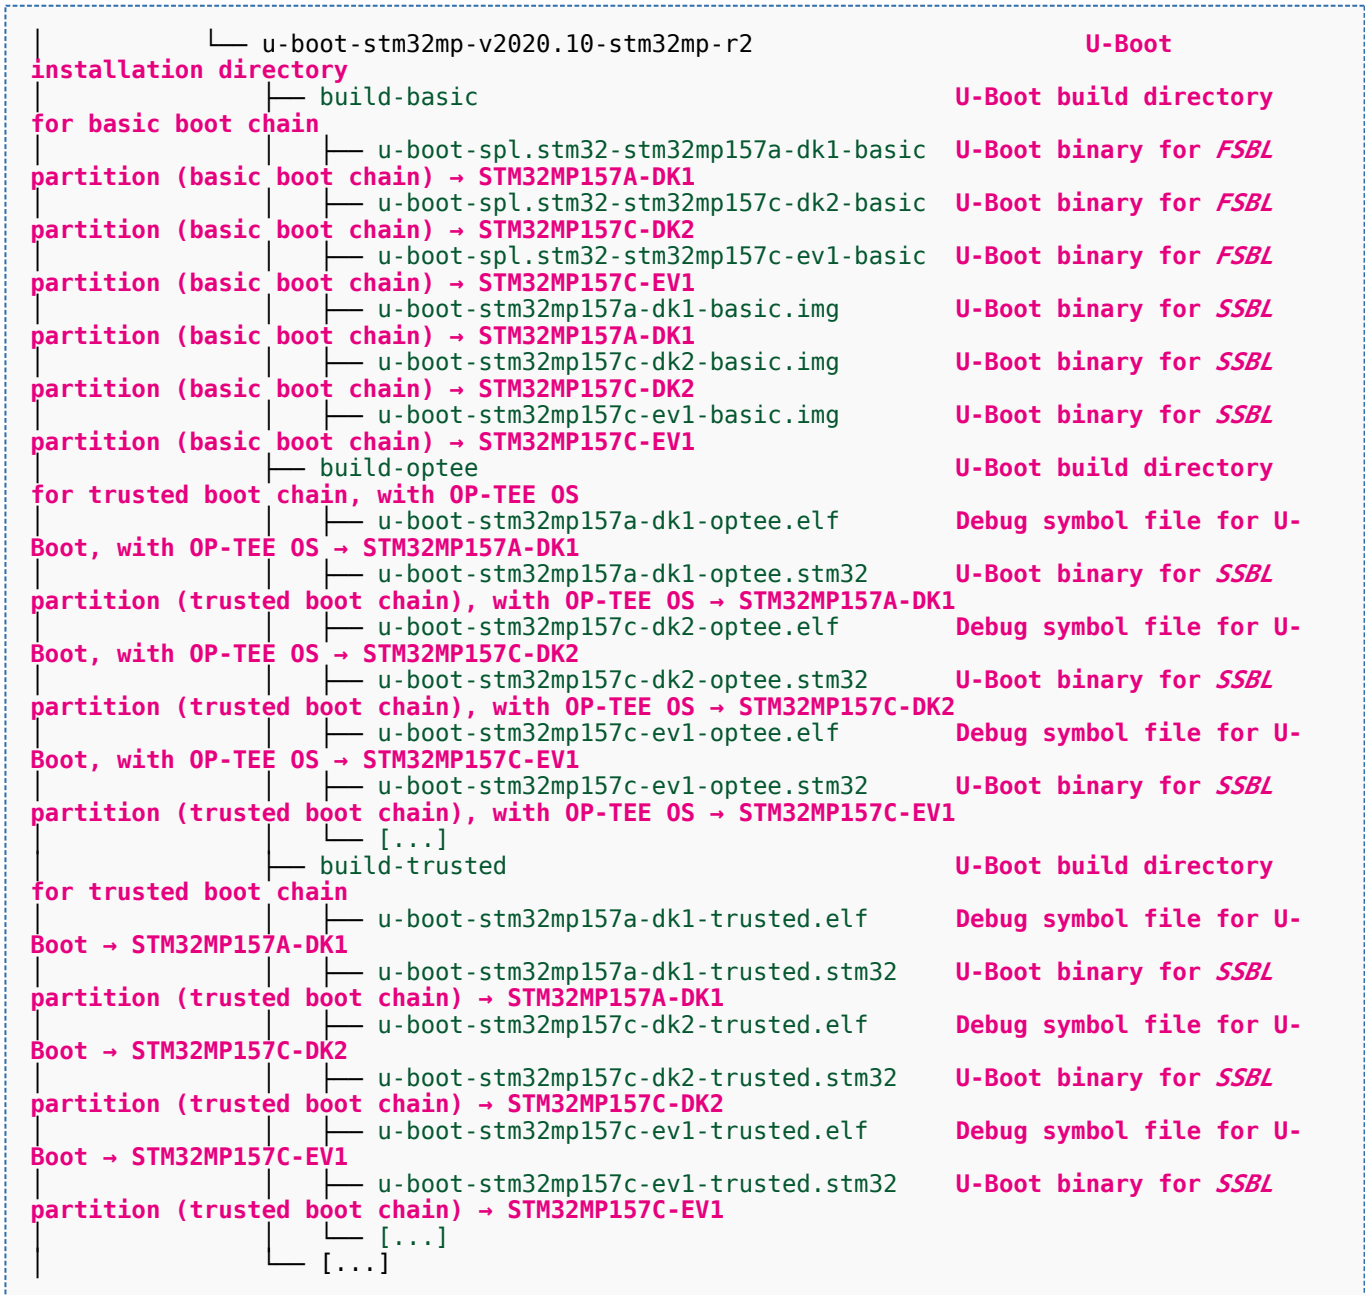 │           └── u-boot-stm32mp-v2020.10-stm32mp-r2                       U-Boot
installation directory
│               ├── build-basic                                 U-Boot build directory
for basic boot chain
│               │   ├── u-boot-spl.stm32-stm32mp157a-dk1-basic  U-Boot binary for FSBL
partition (basic boot chain) → STM32MP157A-DK1
│               │   ├── u-boot-spl.stm32-stm32mp157c-dk2-basic  U-Boot binary for FSBL
partition (basic boot chain) → STM32MP157C-DK2
│               │   ├── u-boot-spl.stm32-stm32mp157c-ev1-basic  U-Boot binary for FSBL
partition (basic boot chain) → STM32MP157C-EV1
│               │   ├── u-boot-stm32mp157a-dk1-basic.img        U-Boot binary for SSBL
partition (basic boot chain) → STM32MP157A-DK1
│               │   ├── u-boot-stm32mp157c-dk2-basic.img        U-Boot binary for SSBL
partition (basic boot chain) → STM32MP157C-DK2
│               │   ├── u-boot-stm32mp157c-ev1-basic.img        U-Boot binary for SSBL
partition (basic boot chain) → STM32MP157C-EV1
│               ├── build-optee                                 U-Boot build directory
for trusted boot chain, with OP-TEE OS
│               │   ├── u-boot-stm32mp157a-dk1-optee.elf        Debug symbol file for U-
Boot, with OP-TEE OS → STM32MP157A-DK1
│               │   ├── u-boot-stm32mp157a-dk1-optee.stm32      U-Boot binary for SSBL
partition (trusted boot chain), with OP-TEE OS → STM32MP157A-DK1
│               │   ├── u-boot-stm32mp157c-dk2-optee.elf        Debug symbol file for U-
Boot, with OP-TEE OS → STM32MP157C-DK2
│               │   ├── u-boot-stm32mp157c-dk2-optee.stm32      U-Boot binary for SSBL
partition (trusted boot chain), with OP-TEE OS → STM32MP157C-DK2
│               │   ├── u-boot-stm32mp157c-ev1-optee.elf        Debug symbol file for U-
Boot, with OP-TEE OS → STM32MP157C-EV1
│               │   ├── u-boot-stm32mp157c-ev1-optee.stm32      U-Boot binary for SSBL
partition (trusted boot chain), with OP-TEE OS → STM32MP157C-EV1
│               │   └── [...]
│               ├── build-trusted                               U-Boot build directory
for trusted boot chain
│               │   ├── u-boot-stm32mp157a-dk1-trusted.elf      Debug symbol file for U-
Boot → STM32MP157A-DK1
│               │   ├── u-boot-stm32mp157a-dk1-trusted.stm32    U-Boot binary for SSBL
partition (trusted boot chain) → STM32MP157A-DK1
│               │   ├── u-boot-stm32mp157c-dk2-trusted.elf      Debug symbol file for U-
Boot → STM32MP157C-DK2
│               │   ├── u-boot-stm32mp157c-dk2-trusted.stm32    U-Boot binary for SSBL
partition (trusted boot chain) → STM32MP157C-DK2
│               │   ├── u-boot-stm32mp157c-ev1-trusted.elf      Debug symbol file for U-
Boot → STM32MP157C-EV1
│               │   ├── u-boot-stm32mp157c-ev1-trusted.stm32    U-Boot binary for SSBL
partition (trusted boot chain) → STM32MP157C-EV1
│               │   └── [...]
│               └── [...]